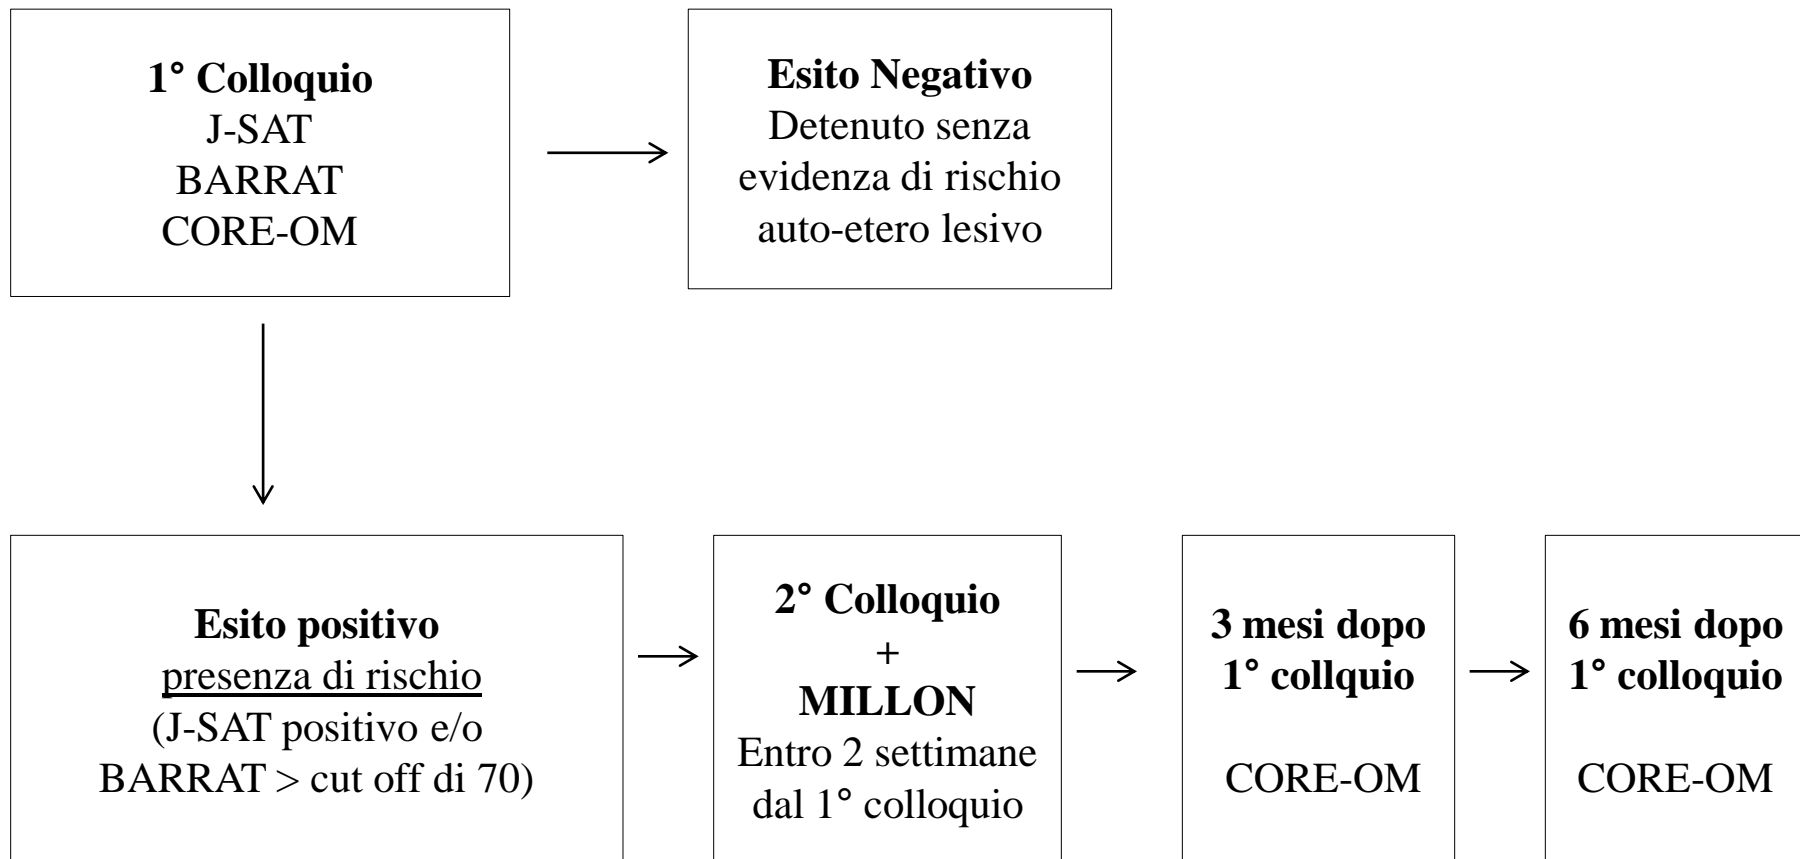 1° Colloquio
J-SAT
BARRAT
CORE-OM
Esito Negativo
Detenuto senza
evidenza di rischio
auto-etero lesivo
Esito positivo
presenza di rischio
(J-SAT positivo e/o
BARRAT > cut off di 70)
2° Colloquio
+
MILLON
Entro 2 settimane
dal 1° colloquio
3 mesi dopo
1° collquio
CORE-OM
6 mesi dopo
1° colloquio
CORE-OM